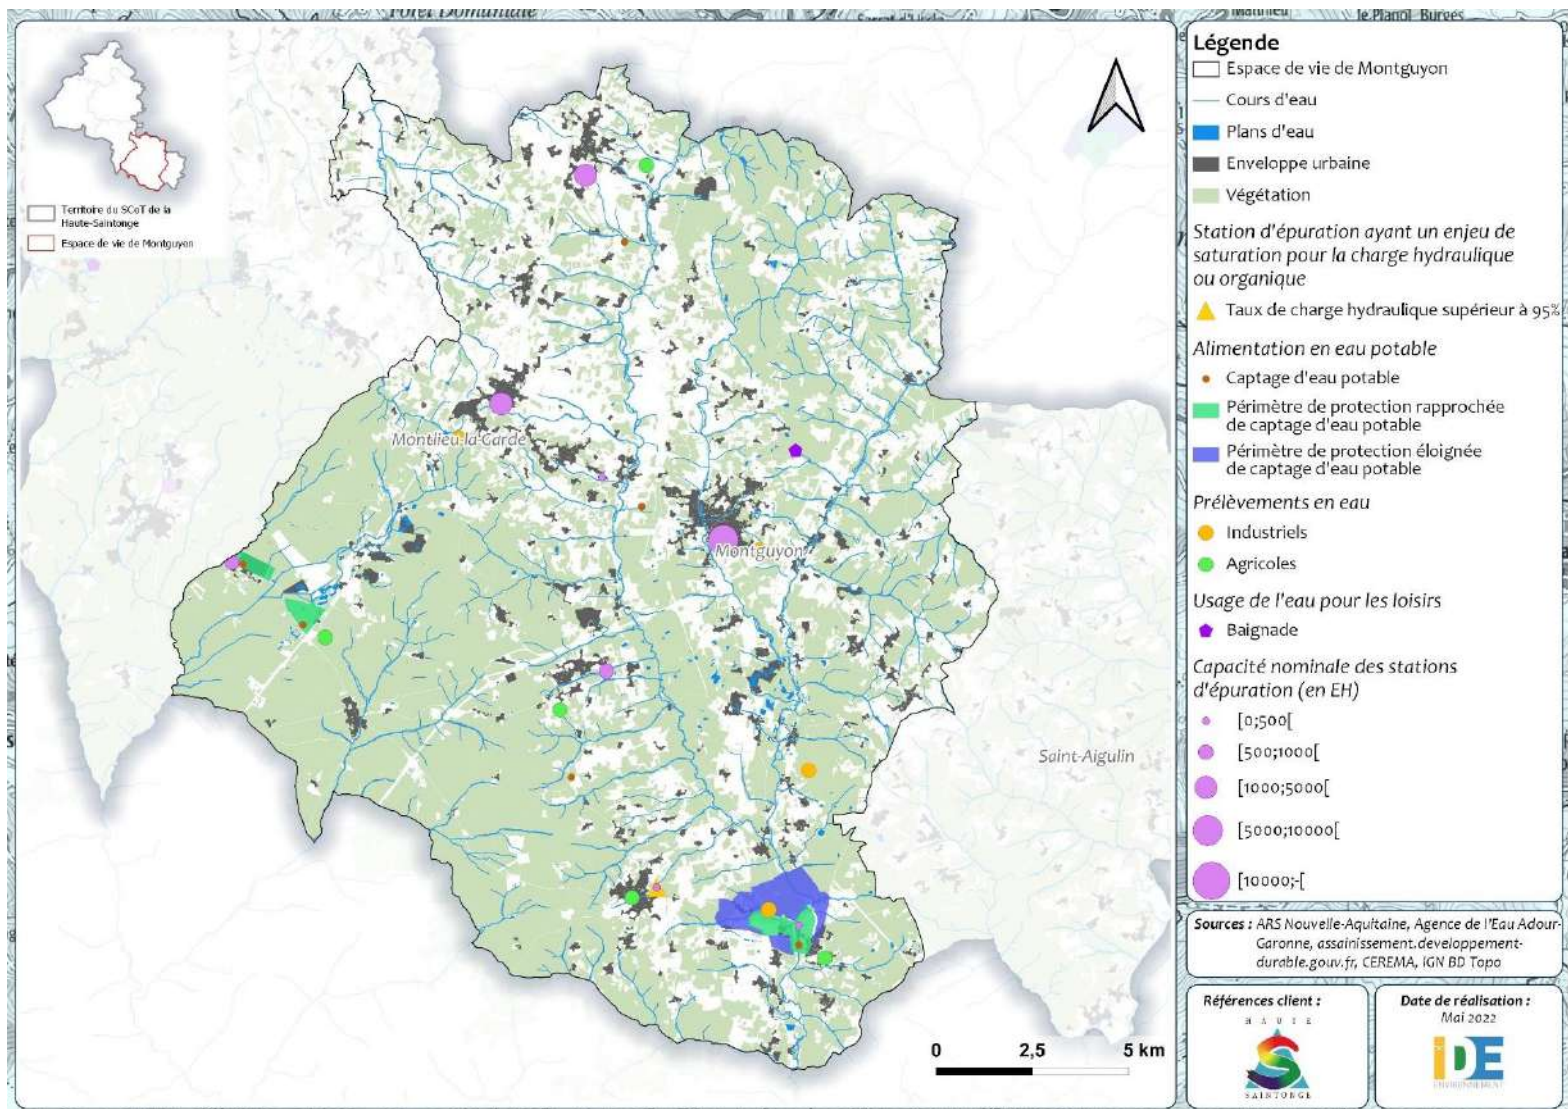 Forêt Domaniale
le Planol Burges
Territoire du SCoT de la
Haute-Saintonge
Espace de vie de Montguyon
Montlieu-la-Garde
Montguyon
Saint-Aigulin
0 2,5 5 km
Légende
Espace de vie de Montguyon
Cours d'eau
Plans d'eau
Enveloppe urbaine
Végétation
Station d'épuration ayant un enjeu de
saturation pour la charge hydraulique
ou organique
Taux de charge hydraulique supérieur à 95%
Alimentation en eau potable
Captage d'eau potable
Périmètre de protection rapprochée
de captage d'eau potable
Périmètre de protection éloignée
de captage d'eau potable
Prélèvements en eau
Industriels
Agricoles
Usage de l'eau pour les loisirs
Baignade
Capacité nominale des stations
d'épuration (en EH)
[0;500[
[500;1000[
[1000;5000[
[5000;10000[
[10000;-[
Sources : ARS Nouvelle-Aquitaine, Agence de l'Eau Adour-
Garonne, assainissement.developpement-
durable.gouv.fr, CEREMA, IGN BD Topo
Références client :
HAUTE
SAINTONGE
Date de réalisation :
Mai 2022
IDE
ENVIRONNEMENT